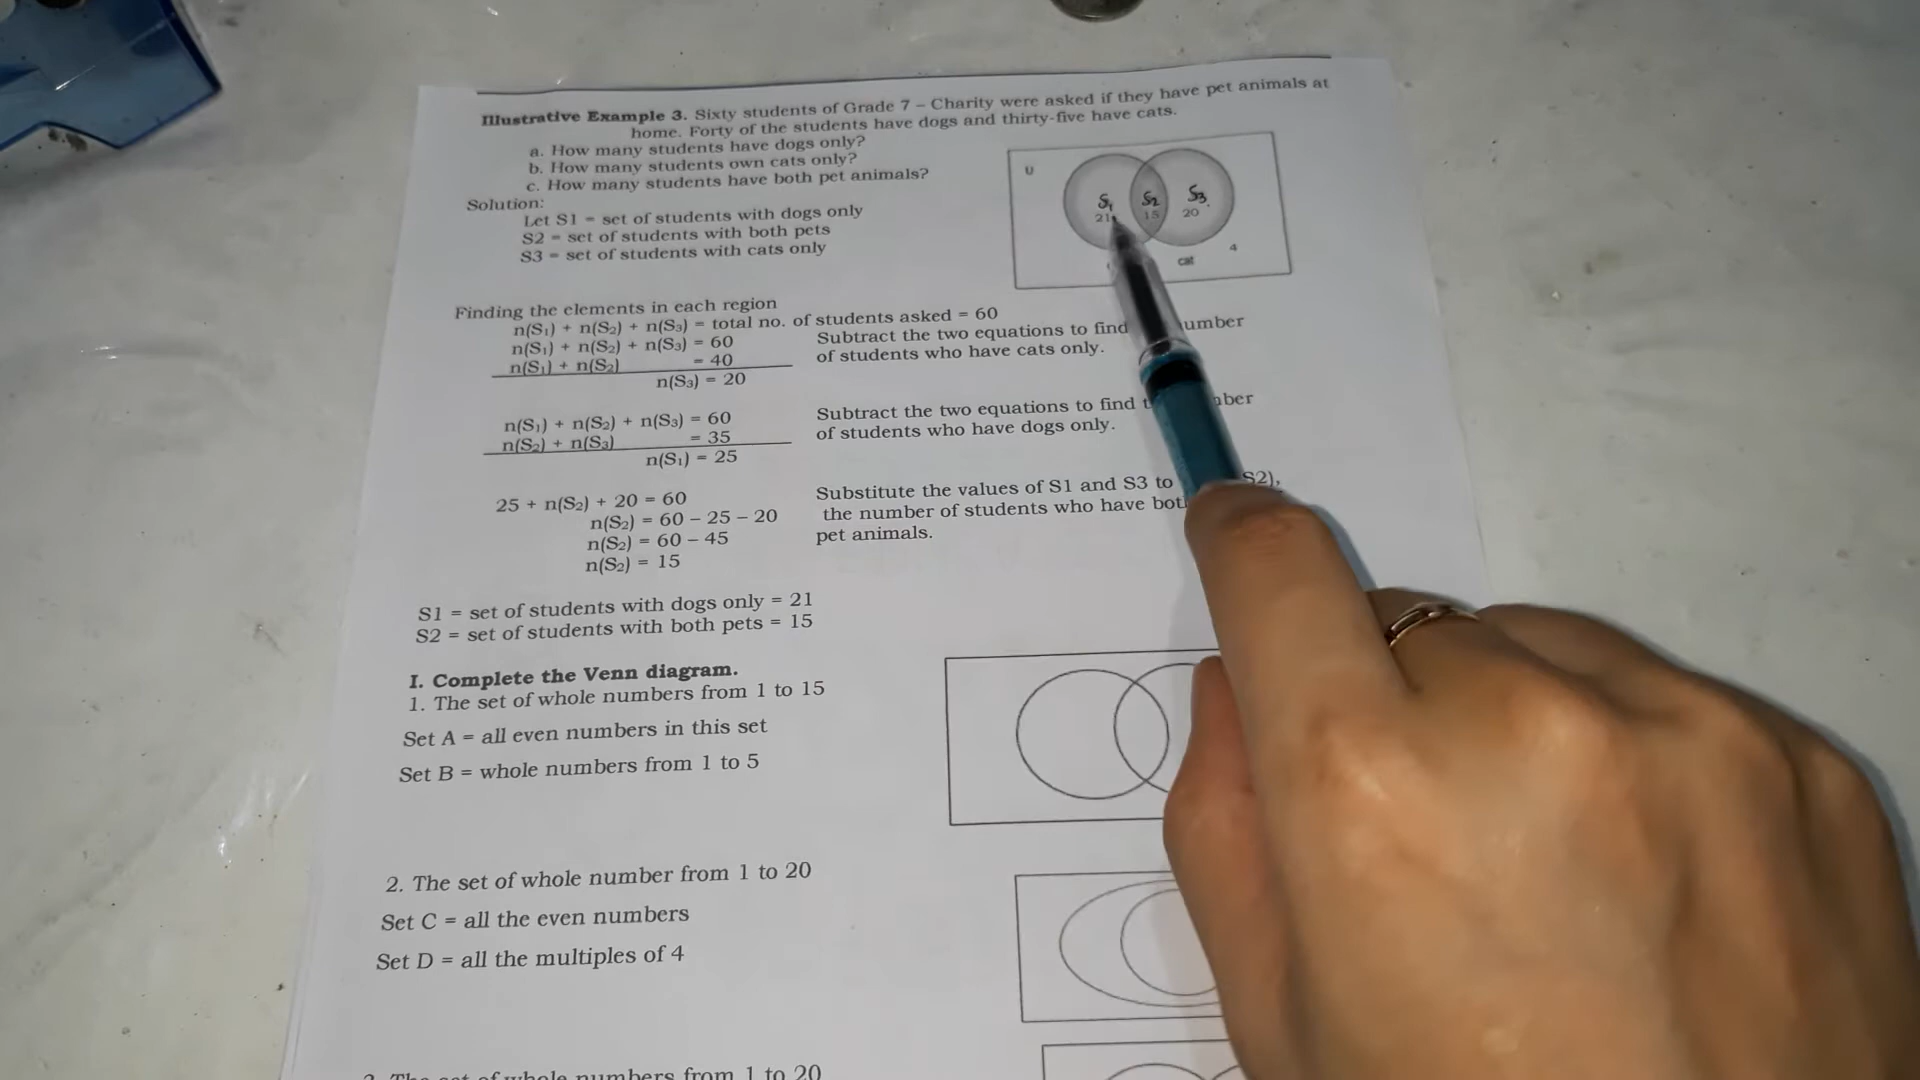 Illustrative Example 3. Sixty students of Grade 7 – Charity were asked if they have pet animals at
home. Forty of the students have dogs and thirty-five have cats.
a. How many students have dogs only?
b. How many students own cats only?
c. How many students have both pet animals?
Solution:
Let S1 = set of students with dogs only
S2 = set of students with both pets
S3 = set of students with cats only
U
S₁ S₂ S₃
21 15 20
4
cat
Finding the elements in each region
n(S₁) + n(S₂) + n(S₃) = total no. of students asked = 60
n(S₁) + n(S₂) + n(S₃) = 60
n(S₁) + n(S₂) = 40
n(S₃) = 20
Subtract the two equations to find
of students who have cats only.
n(S₁) + n(S₂) + n(S₃) = 60
n(S₂) + n(S₃) = 35
n(S₁) = 25
Subtract the two equations to find
of students who have dogs only.
25 + n(S₂) + 20 = 60
n(S₂) = 60 – 25 – 20
n(S₂) = 60 – 45
n(S₂) = 15
Substitute the values of S1 and S3 to S2),
the number of students who have
pet animals.
S1 = set of students with dogs only = 21
S2 = set of students with both pets = 15
I. Complete the Venn diagram.
1. The set of whole numbers from 1 to 15
Set A = all even numbers in this set
Set B = whole numbers from 1 to 5
2. The set of whole number from 1 to 20
Set C = all the even numbers
Set D = all the multiples of 4
The set of whole numbers from 1 to 20